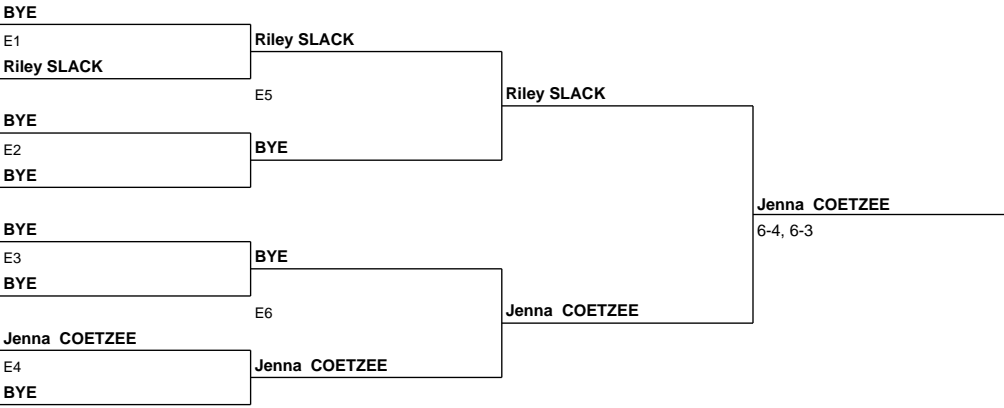 BYE
E1
Riley SLACK
BYE
E2
BYE
BYE
E3
BYE
Jenna COETZEE
E4
BYE
Riley SLACK
E5
BYE
BYE
E6
Jenna COETZEE
Riley SLACK
Jenna COETZEE
Jenna COETZEE
6-4, 6-3